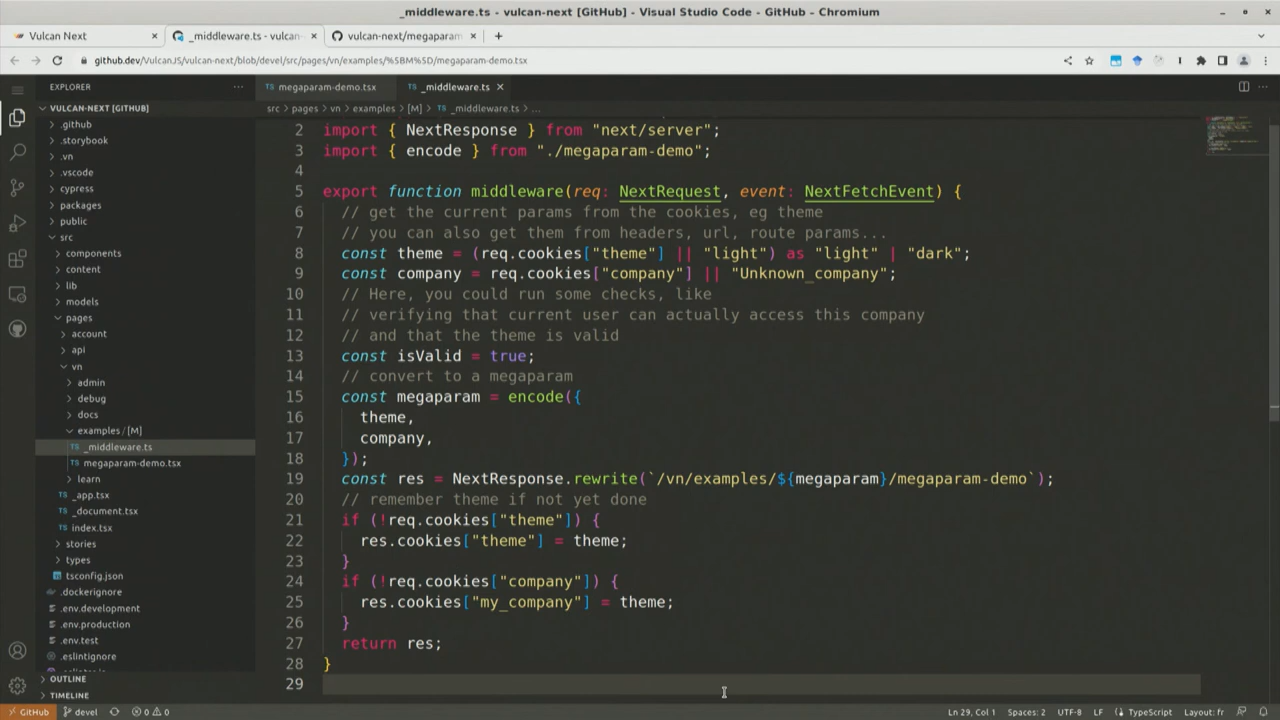 _middleware.ts - vulcan-next [GitHub] - Visual Studio Code - GitHub - Chromium
Vulcan Next
_middleware.ts - vulcan-
vulcan-next/megaparam
github.dev/VulcanJS/vulcan-next/blob/devel/src/pages/vn/examples/%5BM%5D/megaparam-demo.tsx
EXPLORER
megaparam-demo.tsx
_middleware.ts
VULCAN-NEXT [GITHUB]
src > pages > vn > examples > [M] > TS _middleware.ts > ...
.github
.storybook
.vn
.vscode
cypress
packages
public
src
components
content
lib
models
pages
account
api
vn
admin
debug
docs
examples / [M]
TS _middleware.ts
TS megaparam-demo.tsx
learn
TS _app.tsx
TS _document.tsx
TS index.tsx
stories
types
tsconfig.json
.dockerignore
.env.development
.env.production
.env.test
.eslintignore
OUTLINE
TIMELINE
2 import { NextResponse } from "next/server";
3 import { encode } from "./megaparam-demo";
4
5 export function middleware(req: NextRequest, event: NextFetchEvent) {
6 // get the current params from the cookies, eg theme
7 // you can also get them from headers, url, route params...
8 const theme = (req.cookies["theme"] || "light") as "light" | "dark";
9 const company = req.cookies["company"] || "Unknown_company";
10 // Here, you could run some checks, like
11 // verifying that current user can actually access this company
12 // and that the theme is valid
13 const isValid = true;
14 // convert to a megaparam
15 const megaparam = encode({
16 theme,
17 company,
18 });
19 const res = NextResponse.rewrite(`/vn/examples/${megaparam}/megaparam-demo`);
20 // remember theme if not yet done
21 if (!req.cookies["theme"]) {
22 res.cookies["theme"] = theme;
23 }
24 if (!req.cookies["company"]) {
25 res.cookies["my_company"] = theme;
26 }
27 return res;
28 }
29
GitHub
devel
0 0
Ln 29, Col 1
Spaces: 2
UTF-8
LF
TypeScript
Layout: fr